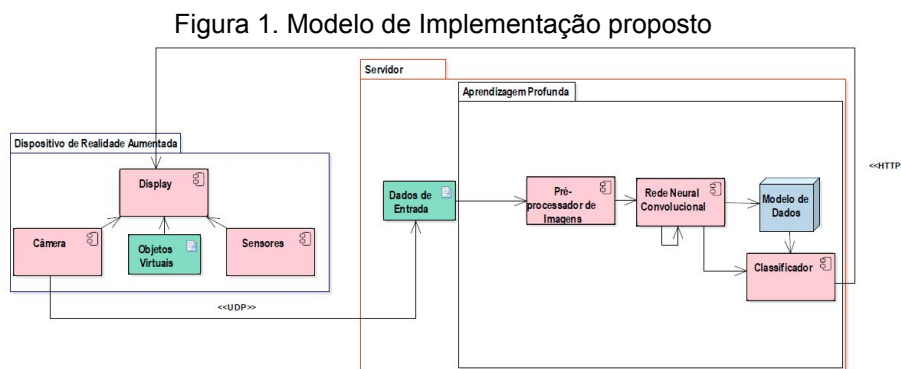 Figura 1. Modelo de Implementação proposto
Servidor
Aprendizagem Profunda
Dispositivo de Realidade Aumentada
Display
Câmera
Objetos
Virtuais
Sensores
<<UDP>>
Dados de
Entrada
Pré-
processador de
Imagens
Rede Neural
Convolucional
Modelo de
Dados
Classificador
<<HTTP